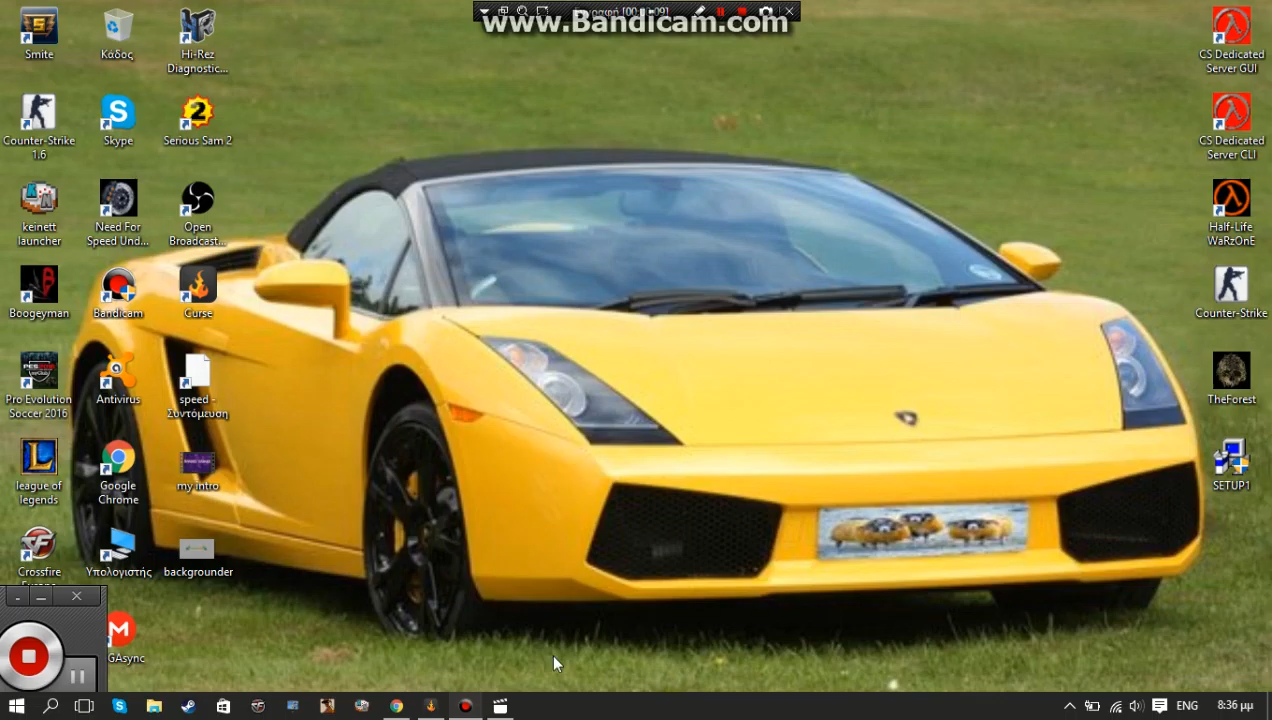 www.Bandicam.com
Smite
Κάδος
Hi-Rez
Diagnostic...
CS Dedicated
Server GUI
Counter-Strike
1.6
Skype
Serious Sam 2
CS Dedicated
Server CLI
keinett
launcher
Need For
Speed Und...
Open
Broadcast...
Half-Life
WaRzOnE
Boogeyman
Bandicam
Curse
Counter-Strike
Pro Evolution
Soccer 2016
Antivirus
speed -
Συντόμευση
TheForest
league of
legends
Google
Chrome
my intro
SETUP1
Crossfire
Υπολογιστής
backgrounder
GAsync
ENG
8:36 μμ